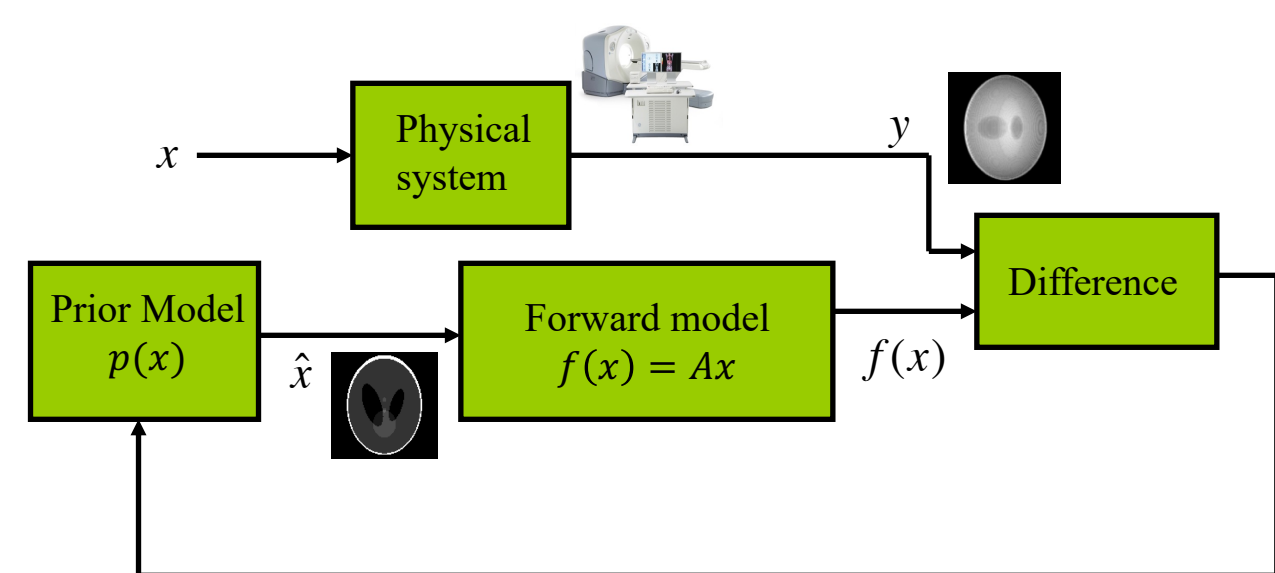 x
Physical
system
y
Prior Model
p(x)
x̂
Forward model
f(x) = Ax
f(x)
Difference